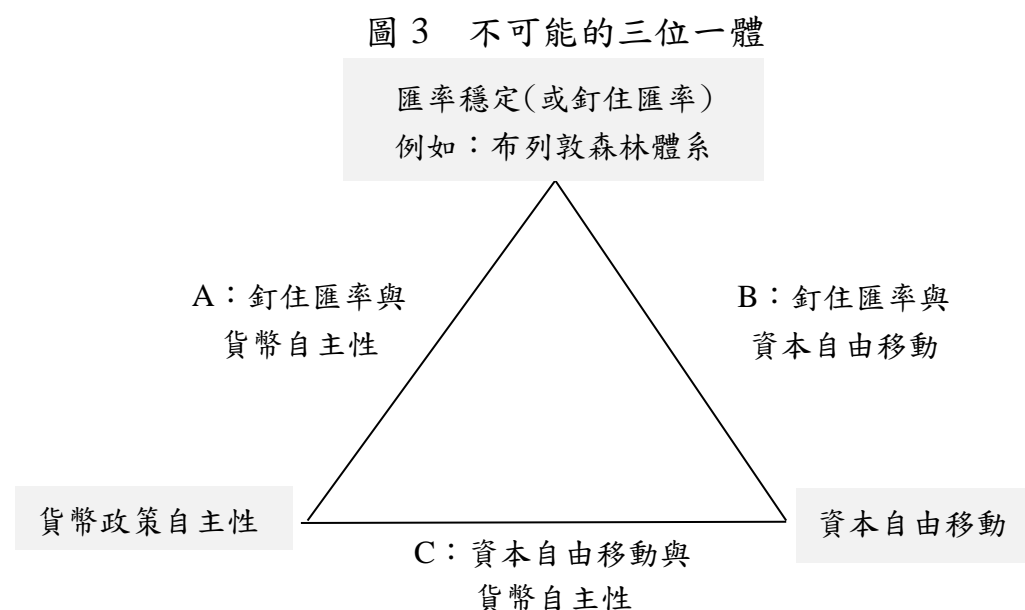 圖 3 不可能的三位一體
匯率穩定(或釘住匯率)
例如：布列敦森林體系
A：釘住匯率與
貨幣自主性
B：釘住匯率與
資本自由移動
貨幣政策自主性
資本自由移動
C：資本自由移動與
貨幣自主性